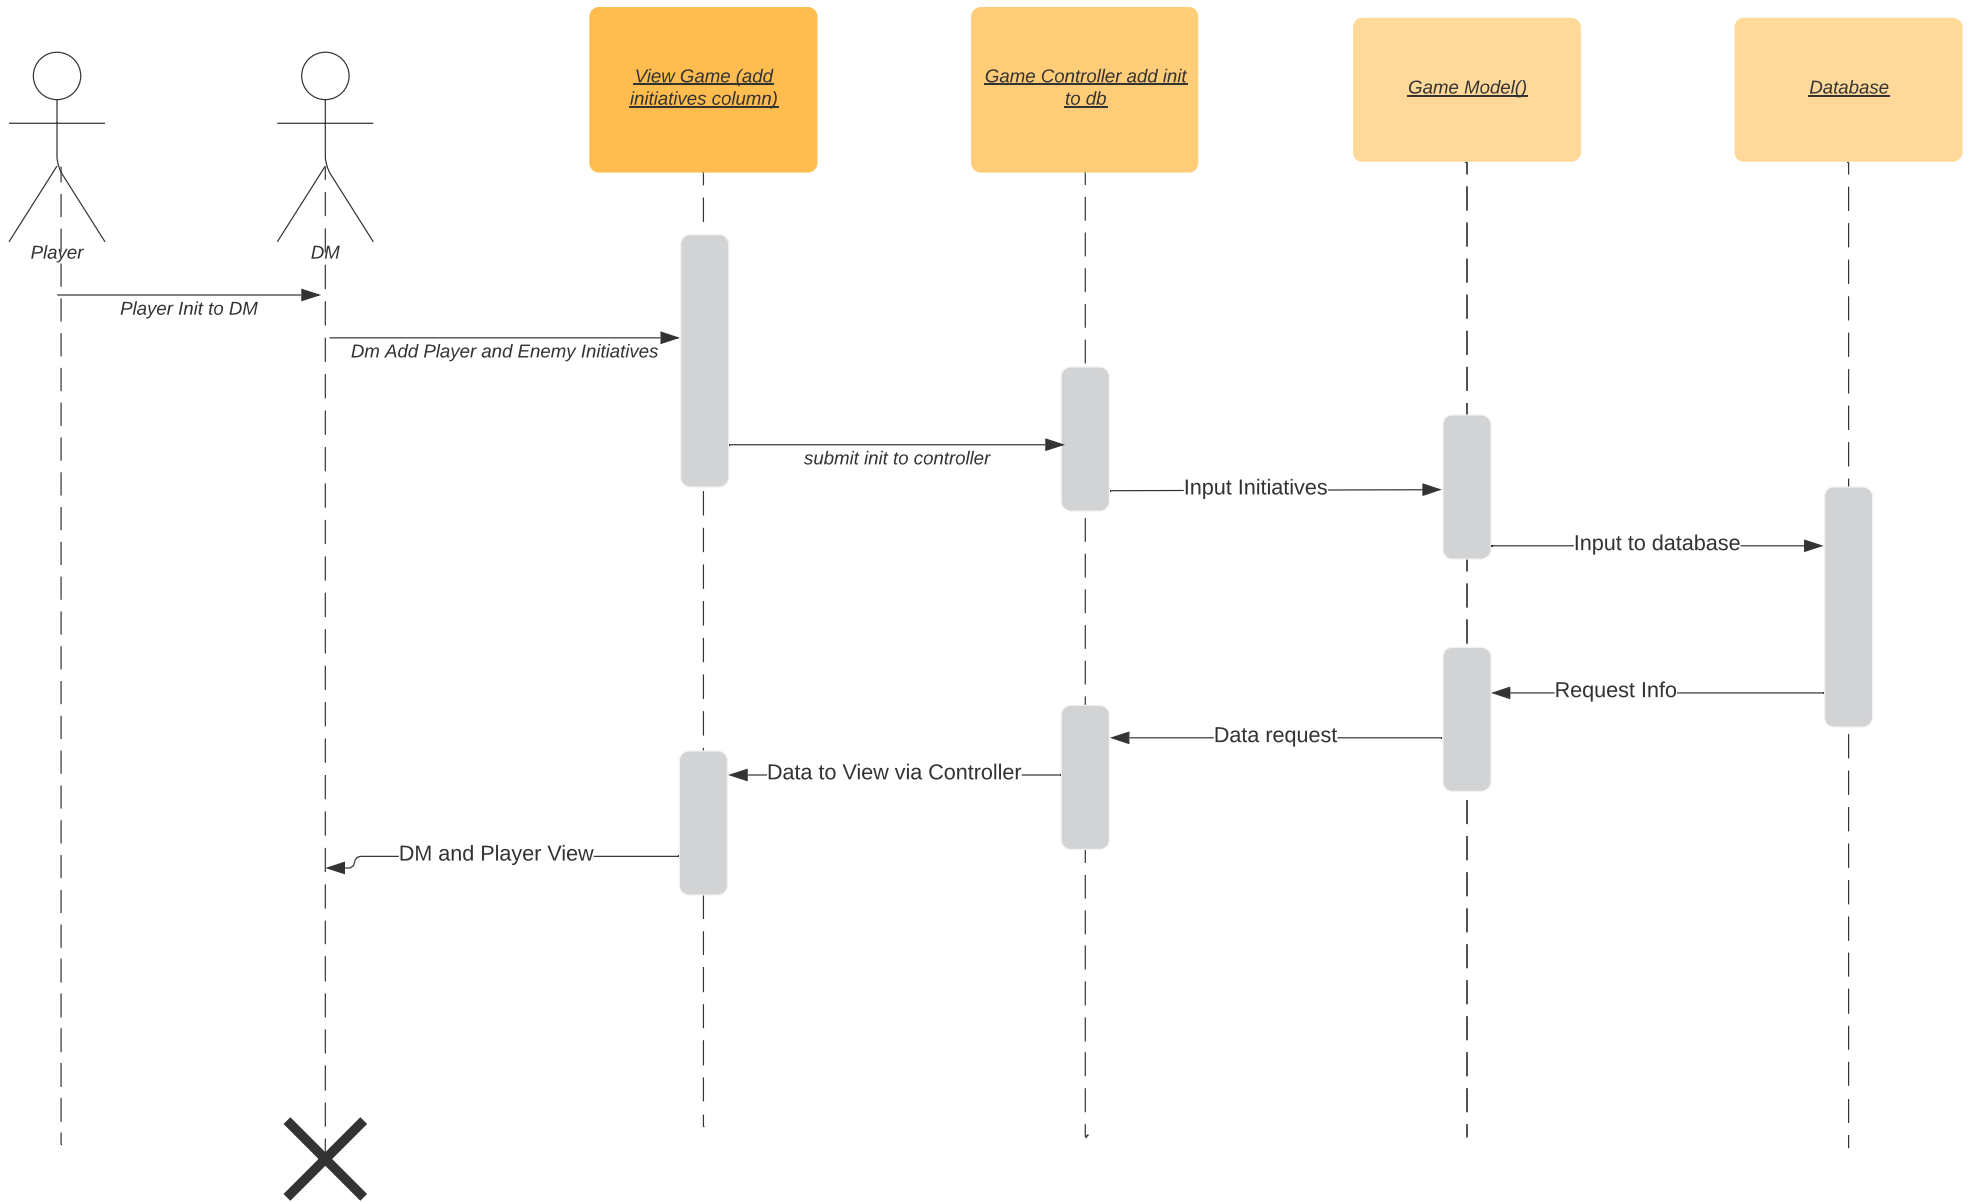 View Game (add
initiatives column)
Game Controller add init
to db
Game Model()
Database
Player
DM
Player Init to DM
Dm Add Player and Enemy Initiatives
submit init to controller
Input Initiatives
Input to database
Request Info
Data request
Data to View via Controller
DM and Player View